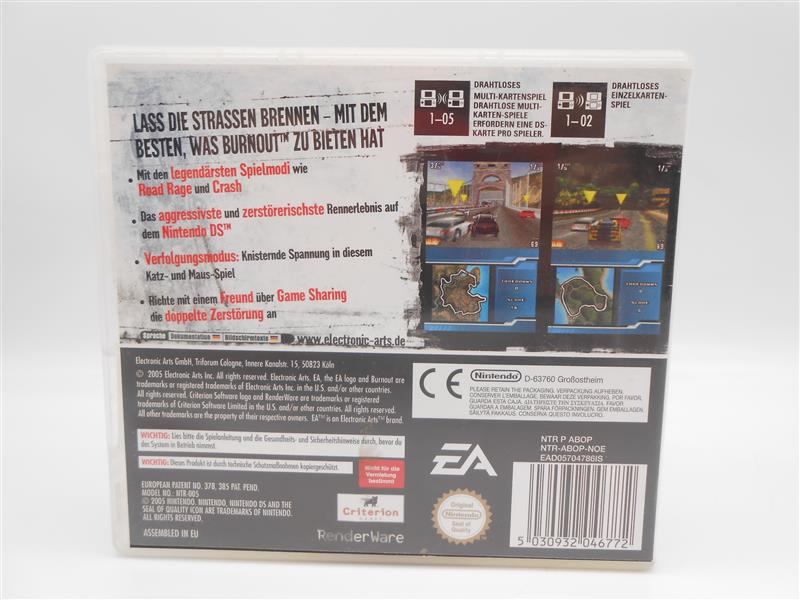 LASS DIE STRASSEN BRENNEN – MIT DEM
BESTEN, WAS BURNOUT™ ZU BIETEN HAT
• Mit den legendärsten Spielmodi wie
Road Rage und Crash
• Das aggressivste und zerstörerischste Rennerlebnis auf
dem Nintendo DS™
• Verfolgungsmodus: Knisternde Spannung in diesem
Katz- und Maus-Spiel
• Richte mit einem Freund über Game Sharing
die doppelte Zerstörung an
Sprache Dokumentation Bildschirmtexte
www.electronic-arts.de
1–05
DRAHTLOSES
MULTI-KARTENSPIEL
DRAHTLOSE MULTI-
KARTEN-SPIELE
ERFORDERN EINE DS-
KARTE PRO SPIELER.
1–02
DRAHTLOSES
EINZELKARTEN-
SPIEL
Electronic Arts GmbH, Triforum Cologne, Innere Kanalstr. 15, 50823 Köln
© 2005 Electronic Arts Inc. All rights reserved. EA, the EA logo and Burnout are
trademarks or registered trademarks of Electronic Arts Inc. in the U.S. and/or other countries.
All rights reserved. Criterion Software logo and RenderWare are trademarks or registered
trademarks of Criterion Software Limited in the U.S. and/or other countries. All rights reserved.
All other trademarks are the property of their respective owners. EA™ is an Electronic Arts™ brand.
WICHTIG: Lies bitte die Spielanleitung und die Gesundheits- und Sicherheitshinweise durch, bevor du
das System in Betrieb nimmst.
WICHTIG: Dieses Produkt ist durch technische Schutzmaßnahmen kopiergeschützt.
Nicht für die
Vermietung
bestimmt
EUROPEAN PATENT NO. 378, 385 PAT. PEND.
MODEL NO.: NTR-005
© 2005 NINTENDO, NINTENDO DS AND THE
SEAL OF QUALITY ICON ARE TRADEMARKS OF NINTENDO.
ALL RIGHTS RESERVED.
ASSEMBLED IN EU
Criterion
GAMES
RenderWare
CE
Nintendo
D-63760 Großostheim
PLEASE RETAIN THE PACKAGING. VERPACKUNG AUFHEBEN.
CONSERVER L'EMBALLAGE. BEWAAR DEZE VERPAKKING. POR FAVOR
GUARDA ESTA CAJA. ΔΙΑΤΗΡΕΙΣΤΕ ΤΗΝ ΣΥΣΚΕΥΑΣΙΑ. FAVOR
GUARDAR A EMBALAGEM. SPARA FÖRPACKNINGEN. GEM EMBALLAGEN.
SÄILYTÄ PAKKAUS. CONSERVA IN QUESTO INVOLUCRO.
EA
Original
Nintendo
Seal of
Quality
NTR P ABOP
NTR-ABOP-NOE
EAD05704786IS
5 030932 046772